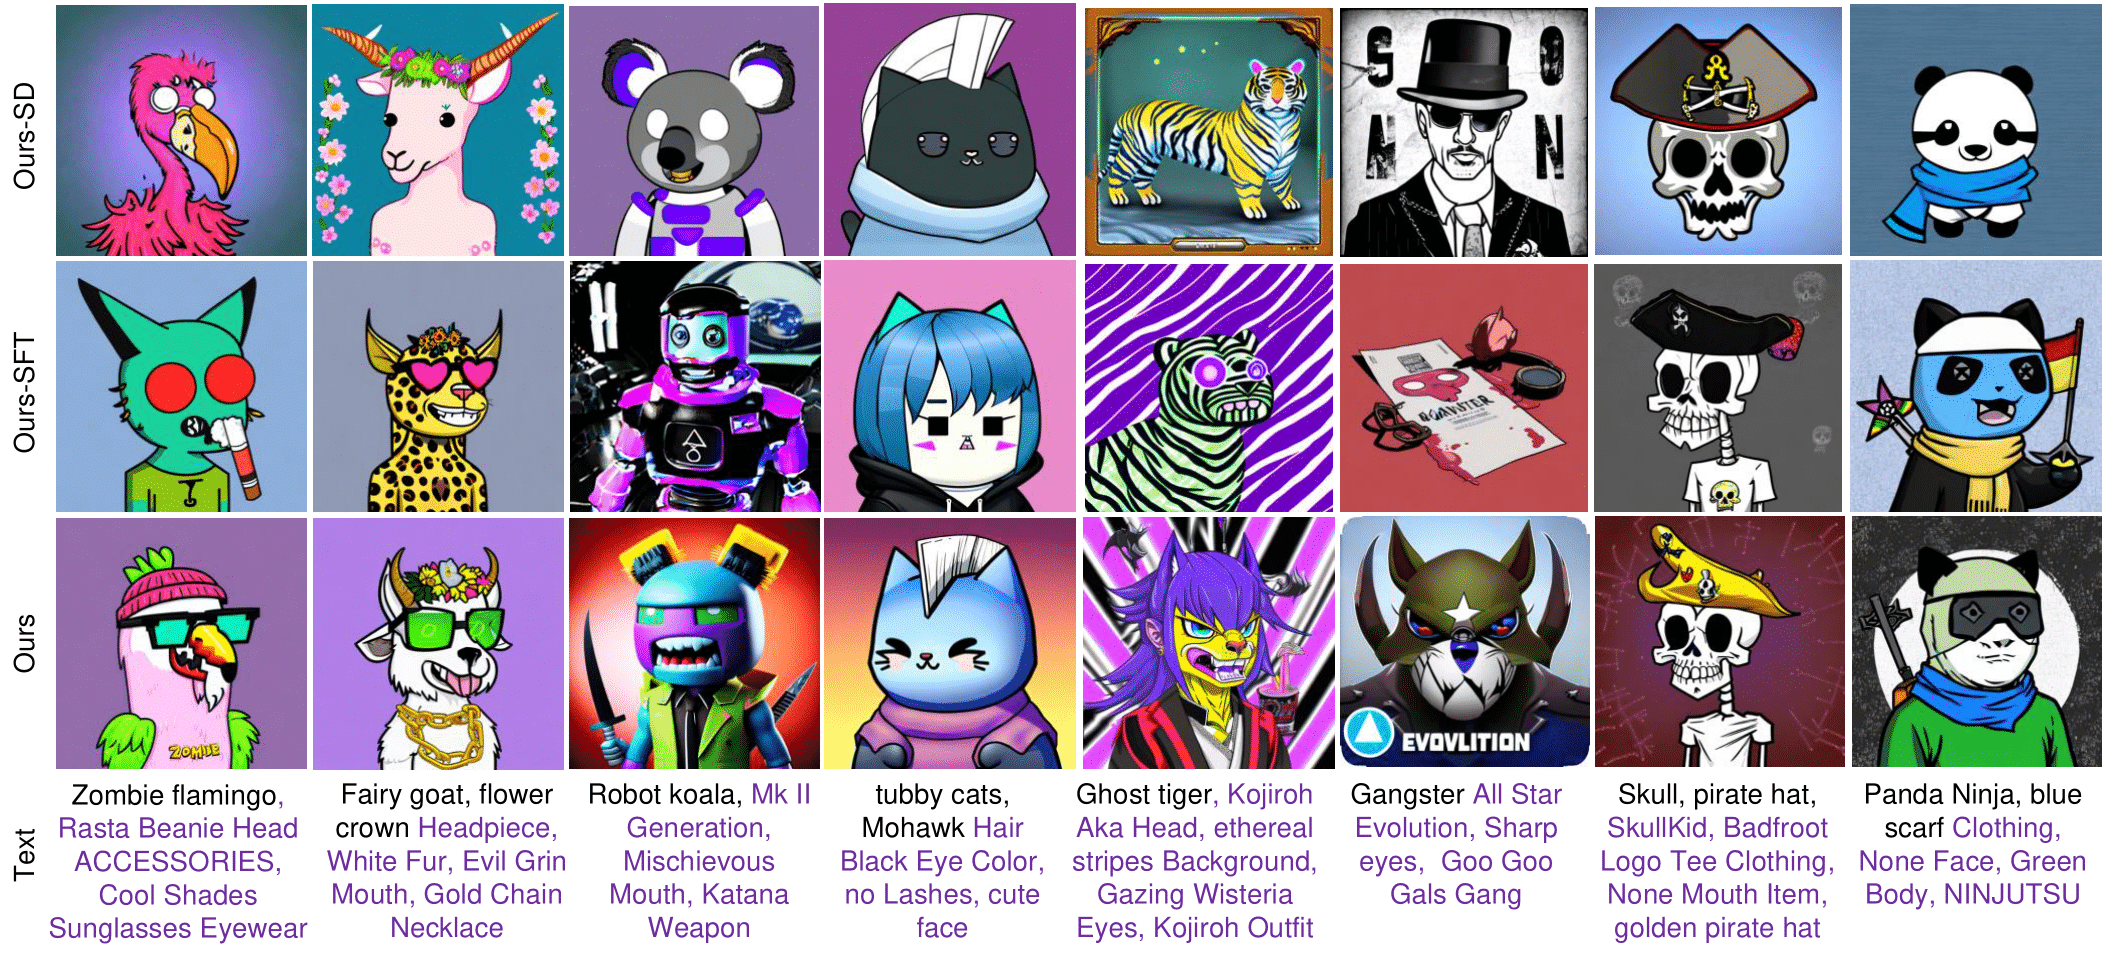 Ours-SD
S O
N N
Ours-SFT
Ours
ZOMBIE
EVOVLITION
Text
Zombie flamingo,
Rasta Beanie Head
ACCESSORIES,
Cool Shades
Sunglasses Eyewear
Fairy goat, flower
crown Headpiece,
White Fur, Evil Grin
Mouth, Gold Chain
Necklace
Robot koala, Mk II
Generation,
Mischievous
Mouth, Katana
Weapon
tubby cats,
Mohawk Hair
Black Eye Color,
no Lashes, cute
face
Ghost tiger, Kojiroh
Aka Head, ethereal
stripes Background,
Gazing Wisteria
Eyes, Kojiroh Outfit
Gangster All Star
Evolution, Sharp
eyes, Goo Goo
Gals Gang
Skull, pirate hat,
SkullKid, Badfroot
Logo Tee Clothing,
None Mouth Item,
golden pirate hat
Panda Ninja, blue
scarf Clothing,
None Face, Green
Body, NINJUTSU